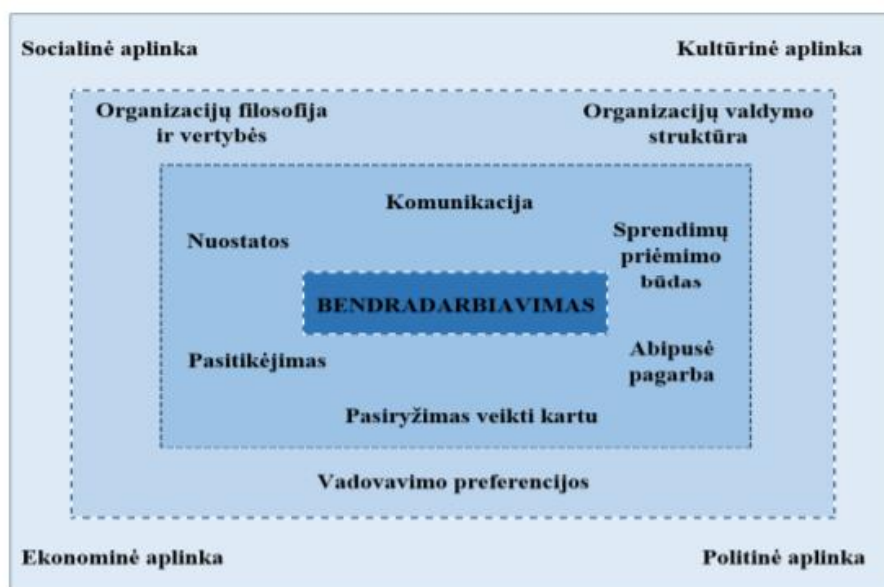 Socialinė aplinka
Kultūrinė aplinka
Organizacijų filosofija
ir vertybės
Organizacijų valdymo
struktūra
Komunikacija
Nuostatos
Sprendimų
priėmimo
būdas
BENDRADARBIAVIMAS
Pasitikėjimas
Abipusė
pagarba
Pasiryžimas veikti kartu
Vadovavimo preferencijos
Ekonominė aplinka
Politinė aplinka